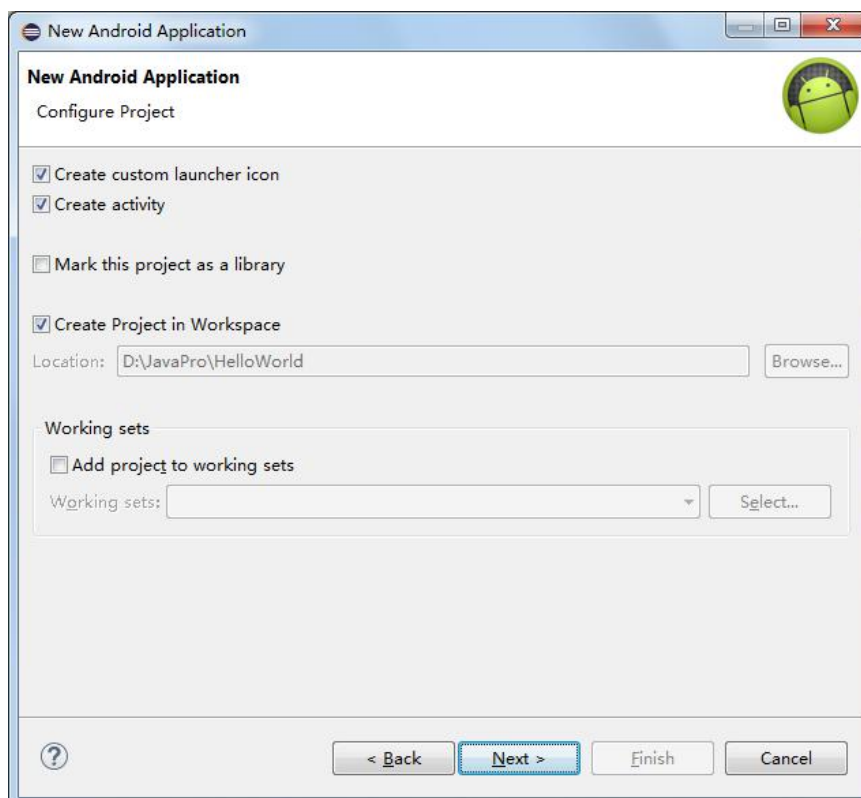 New Android Application
New Android Application
Configure Project
Create custom launcher icon
Create activity
Mark this project as a library
Create Project in Workspace
Location: D:\JavaPro\HelloWorld Browse...
Working sets
Add project to working sets
Working sets: Select...
? < Back Next > Finish Cancel